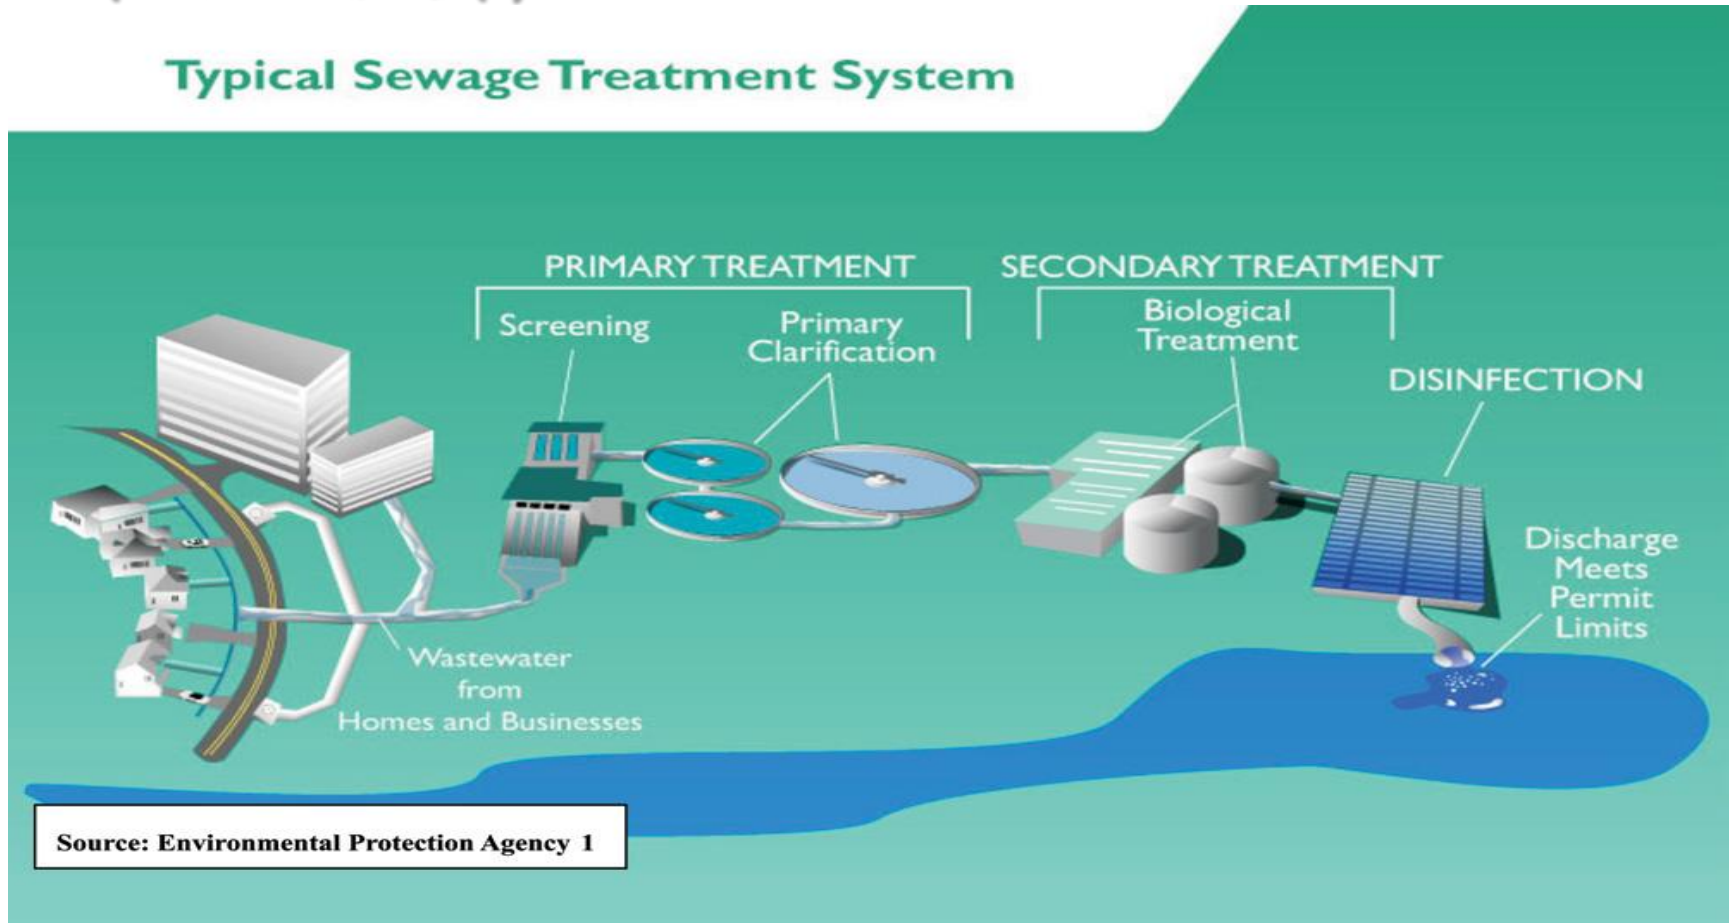 Typical Sewage Treatment System
PRIMARY TREATMENT
Screening
Primary
Clarification
SECONDARY TREATMENT
Biological
Treatment
DISINFECTION
Discharge
Meets
Permit
Limits
Wastewater
from
Homes and Businesses
Source: Environmental Protection Agency 1